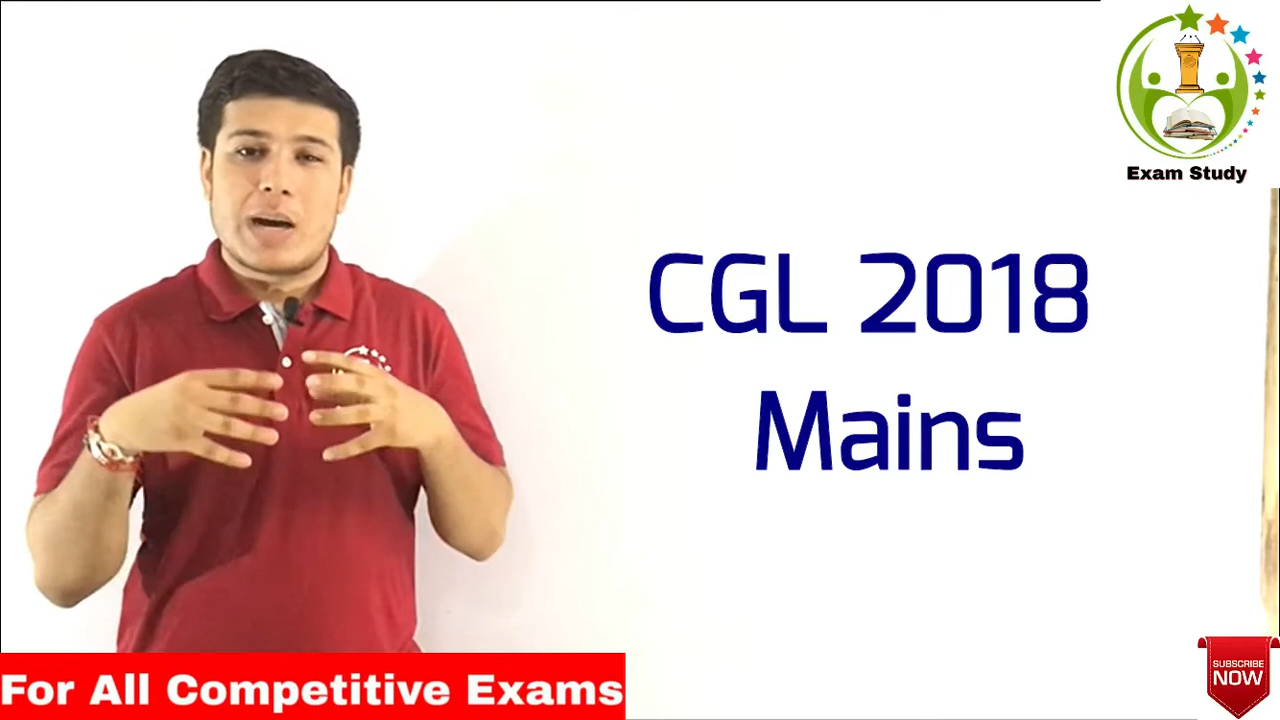 Exam Study
CGL 2018
Mains
For All Competitive Exams
SUBSCRIBE
NOW